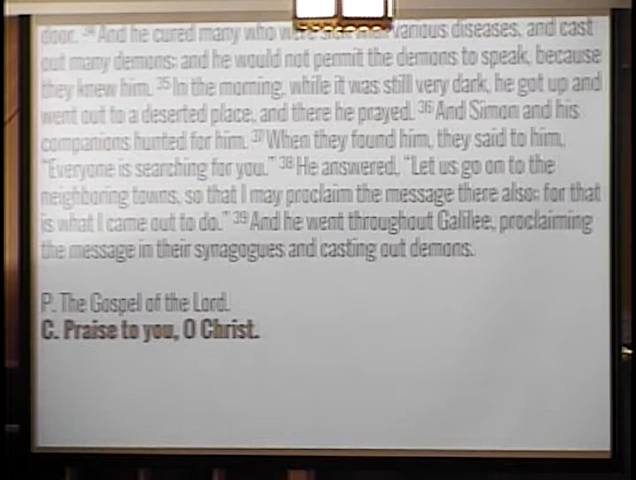 door. 34 And he cured many who were various diseases, and cast
out many demons; and he would not permit the demons to speak, because
they knew him. 35 In the morning, while it was still very dark, he got up and
went out to a deserted place, and there he prayed. 36 And Simon and his
companions hunted for him. 37 When they found him, they said to him,
"Everyone is searching for you." 38 He answered, "Let us go on to the
neighboring towns, so that I may proclaim the message there also; for that
is what I came out to do." 39 And he went throughout Galilee, proclaiming
the message in their synagogues and casting out demons.
P. The Gospel of the Lord.
C. Praise to you, O Christ.